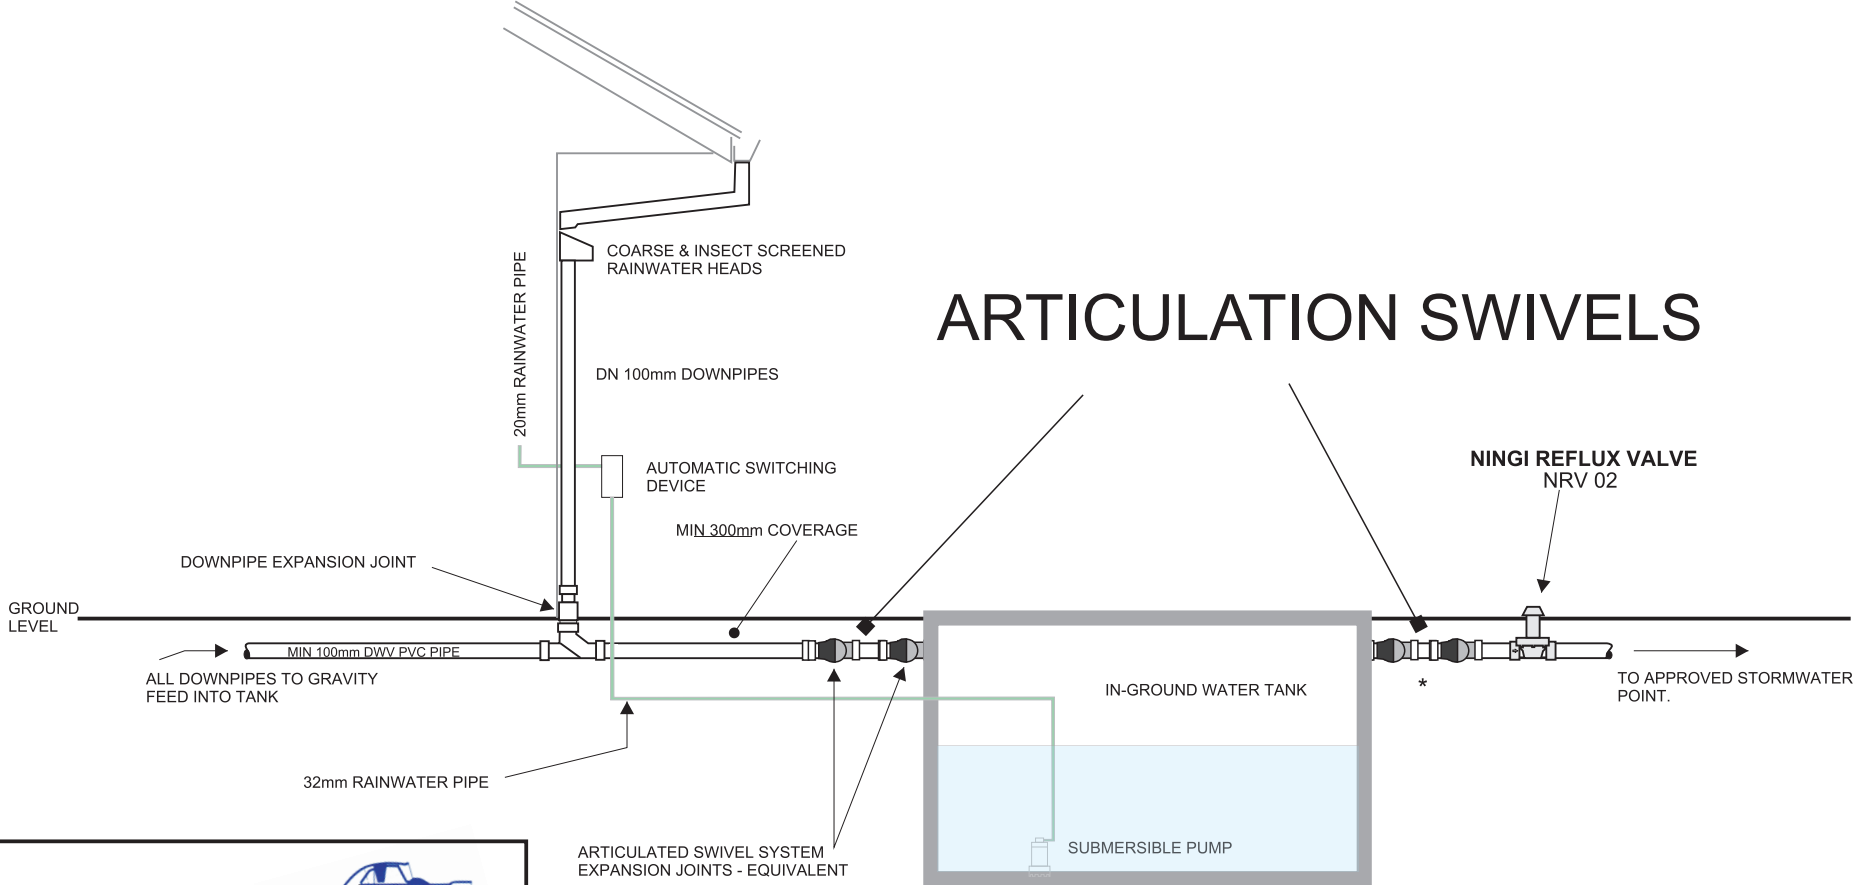 COARSE & INSECT SCREENED
RAINWATER HEADS
20mm RAINWATER PIPE
ARTICULATION SWIVELS
DN 100mm DOWNPIPES
AUTOMATIC SWITCHING
DEVICE
NINGI REFLUX VALVE
NRV 02
MIN 300mm COVERAGE
DOWNPIPE EXPANSION JOINT
GROUND
LEVEL
MIN 100mm DWV PVC PIPE
ALL DOWNPIPES TO GRAVITY
FEED INTO TANK
IN-GROUND WATER TANK
*
TO APPROVED STORMWATER
POINT.
32mm RAINWATER PIPE
SUBMERSIBLE PUMP
ARTICULATED SWIVEL SYSTEM
EXPANSION JOINTS - EQUIVALENT